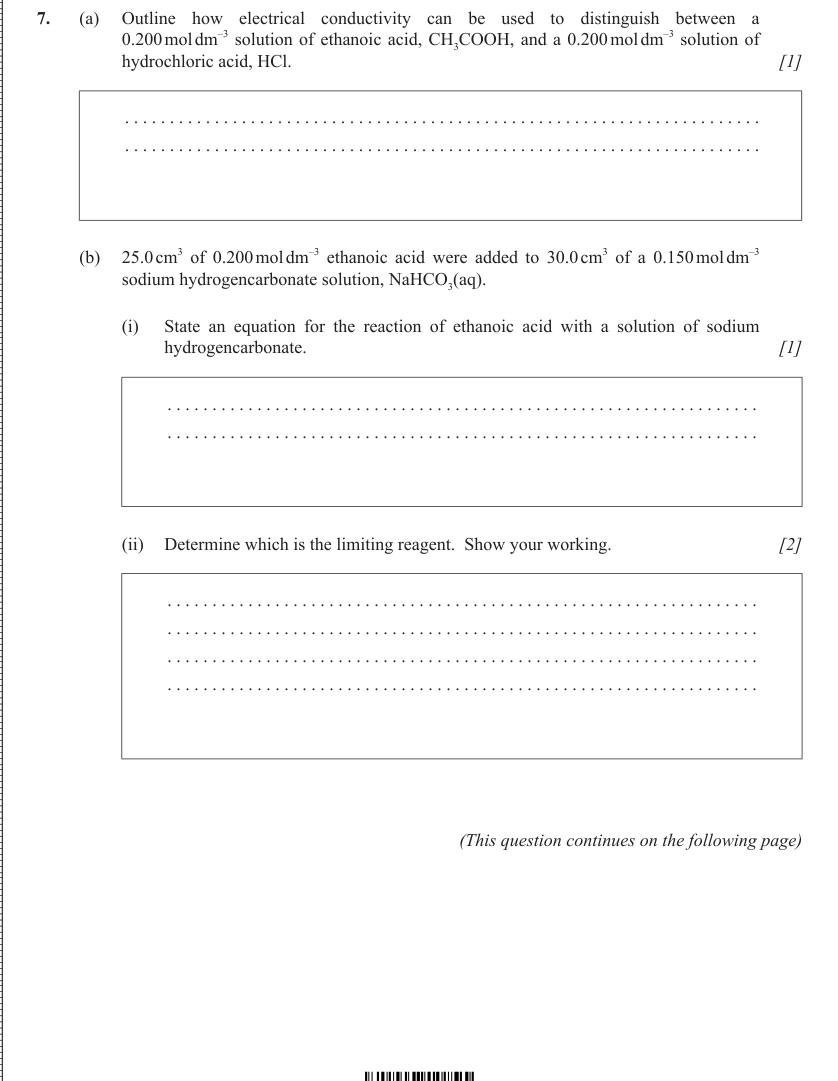 7. (a) Outline how electrical conductivity can be used to distinguish between a
0.200 mol dm⁻³ solution of ethanoic acid, CH₃COOH, and a 0.200 mol dm⁻³ solution of
hydrochloric acid, HCl. [1]
. . . . . . . . . . . . . . . . . . . . . . . . . . . . . . . . . . . . . . . .
. . . . . . . . . . . . . . . . . . . . . . . . . . . . . . . . . . . . . . . .
(b) 25.0 cm³ of 0.200 mol dm⁻³ ethanoic acid were added to 30.0 cm³ of a 0.150 mol dm⁻³
sodium hydrogencarbonate solution, NaHCO₃(aq).
(i) State an equation for the reaction of ethanoic acid with a solution of sodium
hydrogencarbonate. [1]
. . . . . . . . . . . . . . . . . . . . . . . . . . . . . . . . . . . . . . . .
. . . . . . . . . . . . . . . . . . . . . . . . . . . . . . . . . . . . . . . .
(ii) Determine which is the limiting reagent. Show your working. [2]
. . . . . . . . . . . . . . . . . . . . . . . . . . . . . . . . . . . . . . . .
. . . . . . . . . . . . . . . . . . . . . . . . . . . . . . . . . . . . . . . .
. . . . . . . . . . . . . . . . . . . . . . . . . . . . . . . . . . . . . . . .
. . . . . . . . . . . . . . . . . . . . . . . . . . . . . . . . . . . . . . . .
(This question continues on the following page)